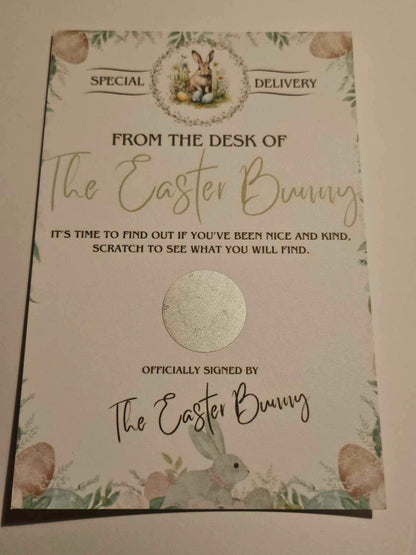 SPECIAL DELIVERY
FROM THE DESK OF
The Easter Bunny
IT'S TIME TO FIND OUT IF YOU'VE BEEN NICE AND KIND,
SCRATCH TO SEE WHAT YOU WILL FIND.
OFFICIALLY SIGNED BY
The Easter Bunny